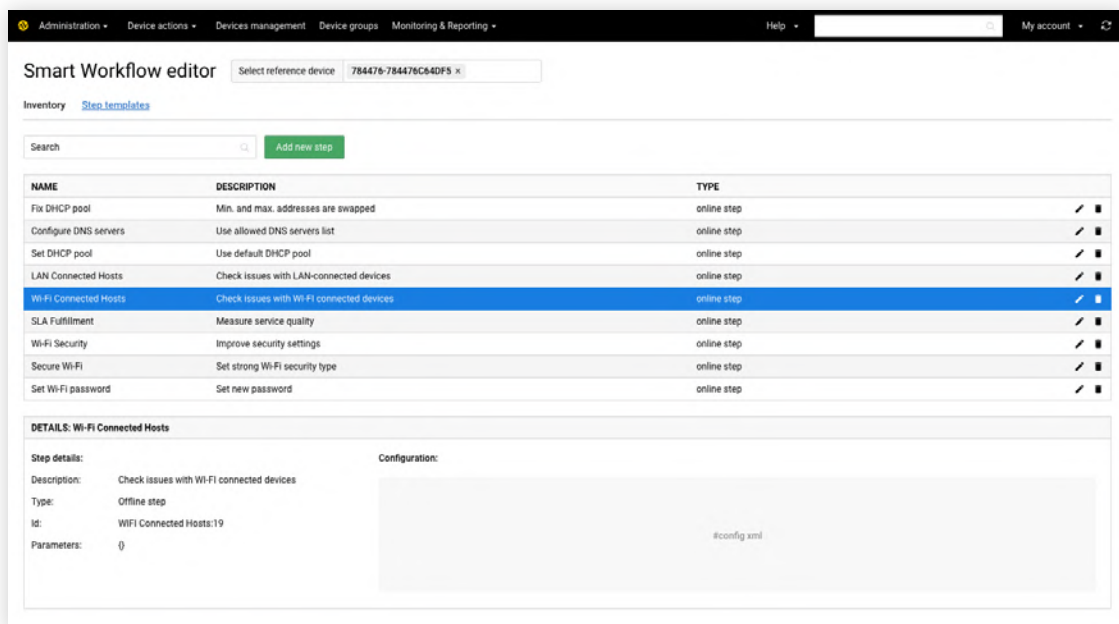 Administration Device actions Devices management Device groups Monitoring & Reporting Help My account
Smart Workflow editor Select reference device 784476-784476C64DF5 ×
Inventory Step templates
Search Add new step
NAME DESCRIPTION TYPE
Fix DHCP pool Min. and max. addresses are swapped online step
Configure DNS servers Use allowed DNS servers list online step
Set DHCP pool Use default DHCP pool online step
LAN Connected Hosts Check issues with LAN-connected devices online step
Wi-Fi Connected Hosts Check issues with WI-FI connected devices online step
SLA Fulfillment Measure service quality online step
Wi-Fi Security Improve security settings online step
Secure Wi-Fi Set strong Wi-Fi security type online step
Set Wi-Fi password Set new password online step
DETAILS: Wi-Fi Connected Hosts
Step details: Configuration:
Description: Check issues with WI-FI connected devices
Type: Offline step
Id: WIFI Connected Hosts:19
#config xml
Parameters: {}